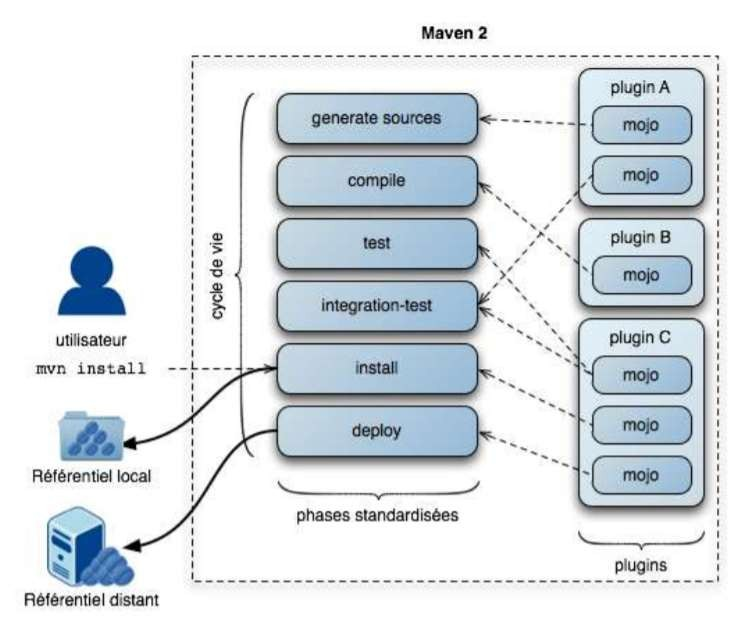 Maven 2
plugin A
generate sources
mojo
compile
mojo
cycle de vie
test
plugin B
mojo
utilisateur
integration-test
plugin C
mvn install
install
mojo
deploy
mojo
Référentiel local
mojo
phases standardisées
plugins
Référentiel distant